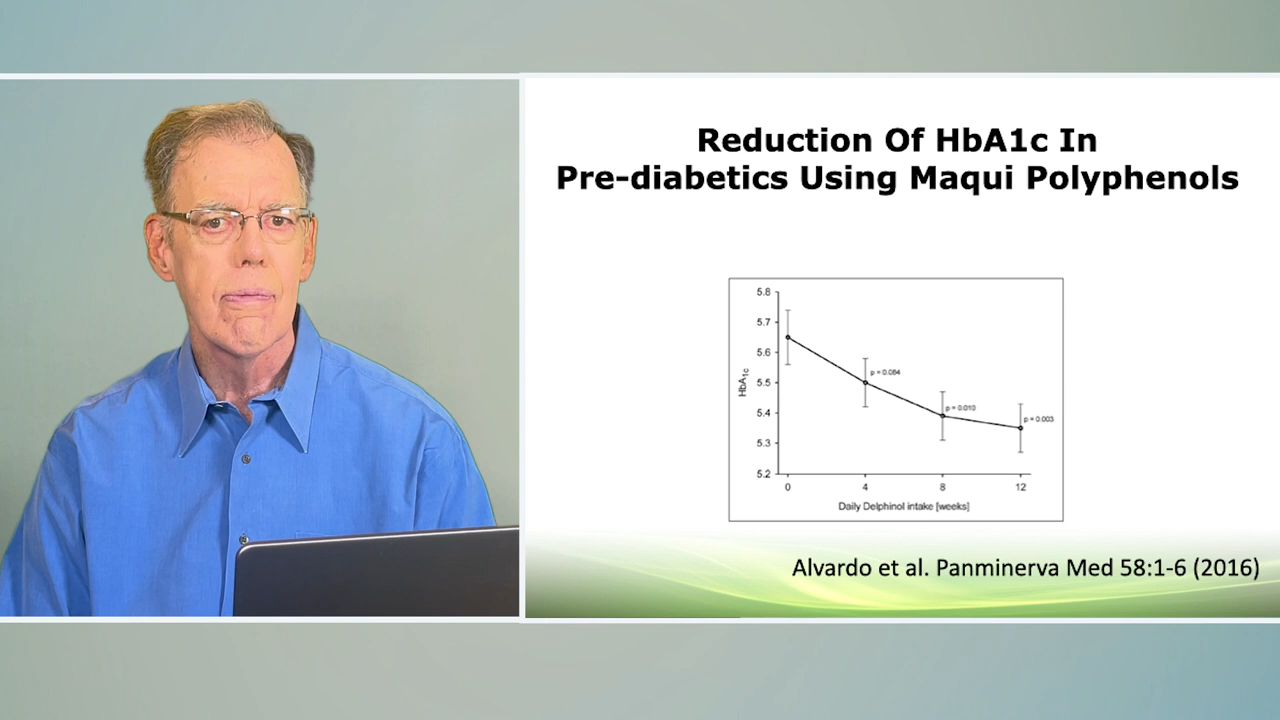 Reduction Of HbA1c In
Pre-diabetics Using Maqui Polyphenols
5.8
5.7
5.6
5.5
5.4
5.3
5.2
HbA1c
p = 0.084
p = 0.010
p = 0.003
0 4 8 12
Daily Delphinol intake [weeks]
Alvardo et al. Panminerva Med 58:1-6 (2016)